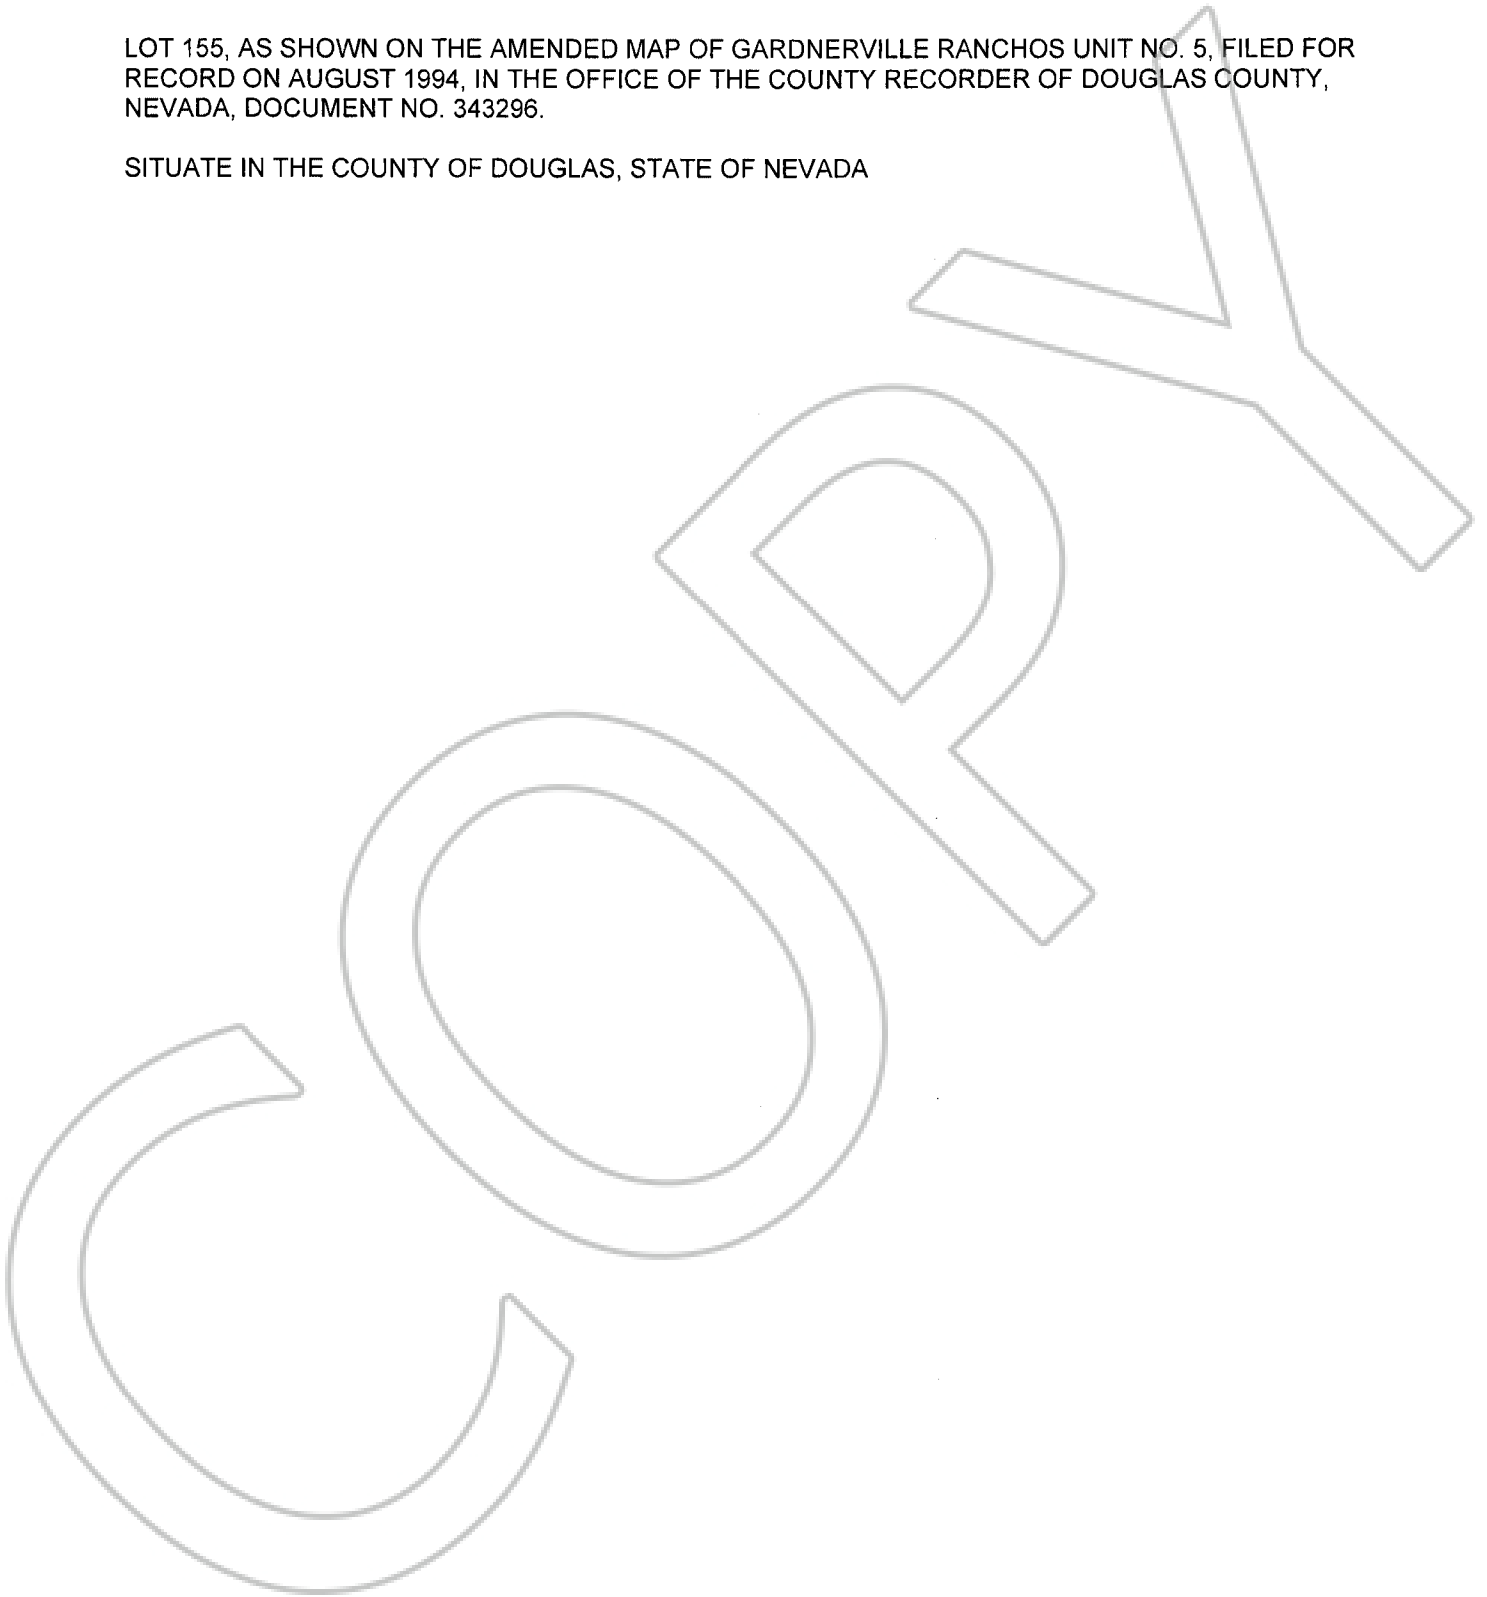 LOT 155, AS SHOWN ON THE AMENDED MAP OF GARDNERVILLE RANCHOS UNIT NO. 5, FILED FOR
RECORD ON AUGUST 1994, IN THE OFFICE OF THE COUNTY RECORDER OF DOUGLAS COUNTY,
NEVADA, DOCUMENT NO. 343296.
SITUATE IN THE COUNTY OF DOUGLAS, STATE OF NEVADA
COPY